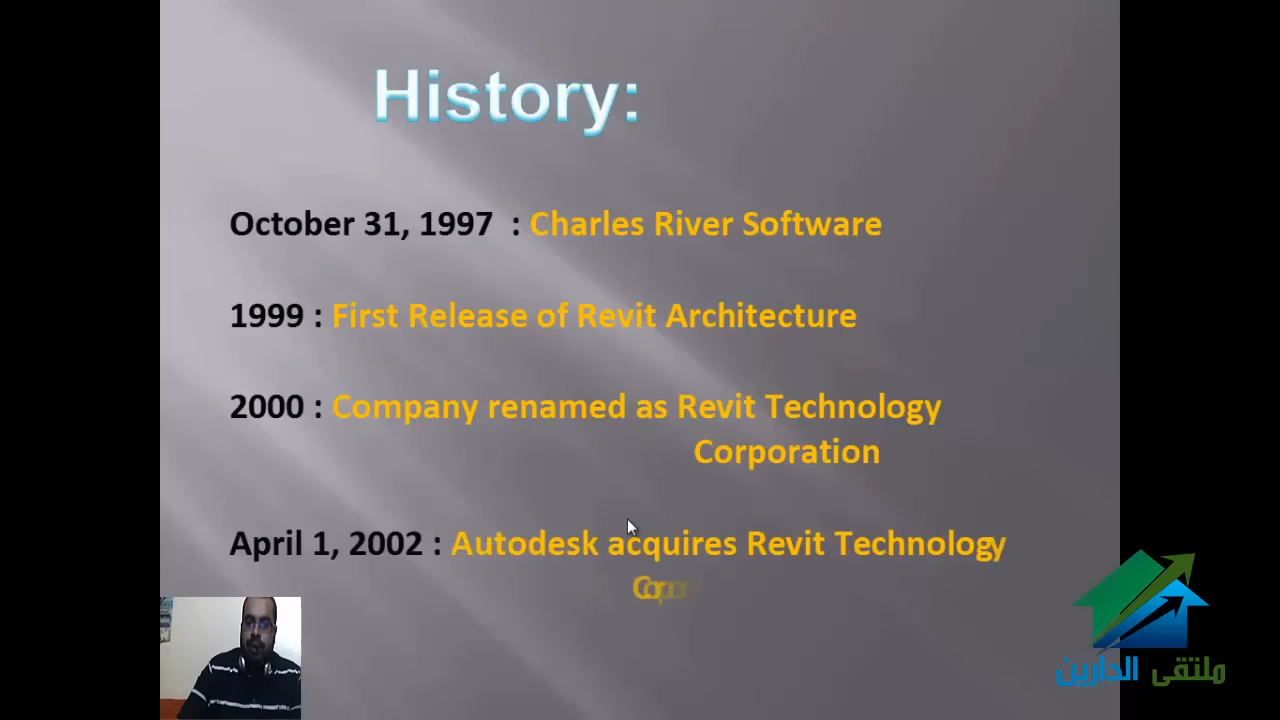 History:
October 31, 1997 : Charles River Software
1999 : First Release of Revit Architecture
2000 : Company renamed as Revit Technology
Corporation
April 1, 2002 : Autodesk acquires Revit Technology
ملتقى الدارين